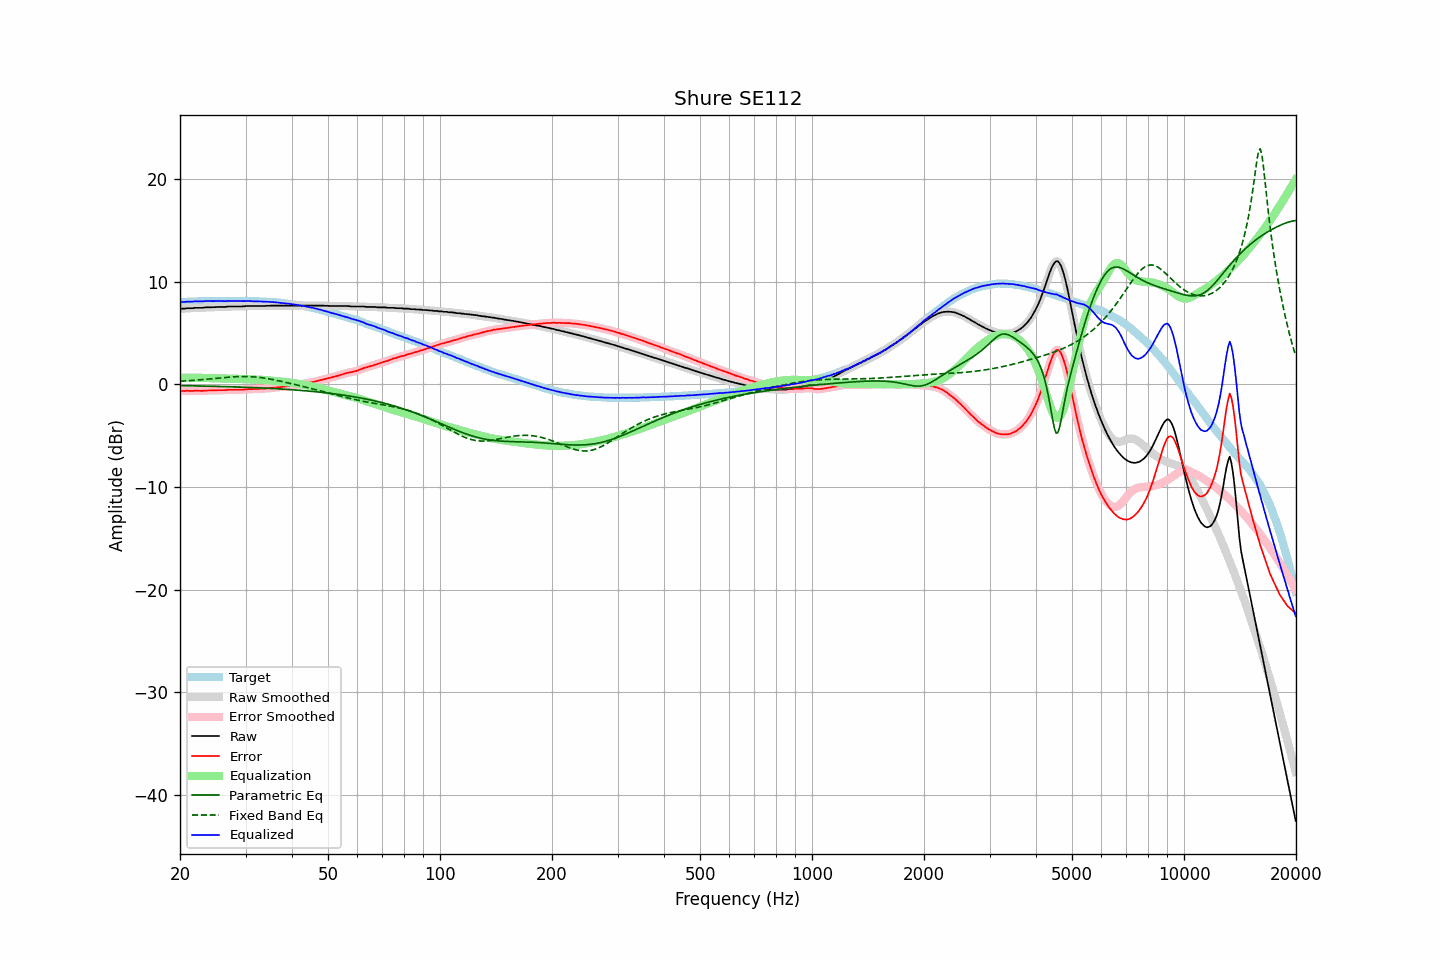 Shure SE112
Amplitude (dBr)
20
10
0
−10
−20
−30
−40
Target
Raw Smoothed
Error Smoothed
Raw
Error
Equalization
Parametric Eq
Fixed Band Eq
Equalized
20 50 100 200 500 1000 2000 5000 10000 20000
Frequency (Hz)